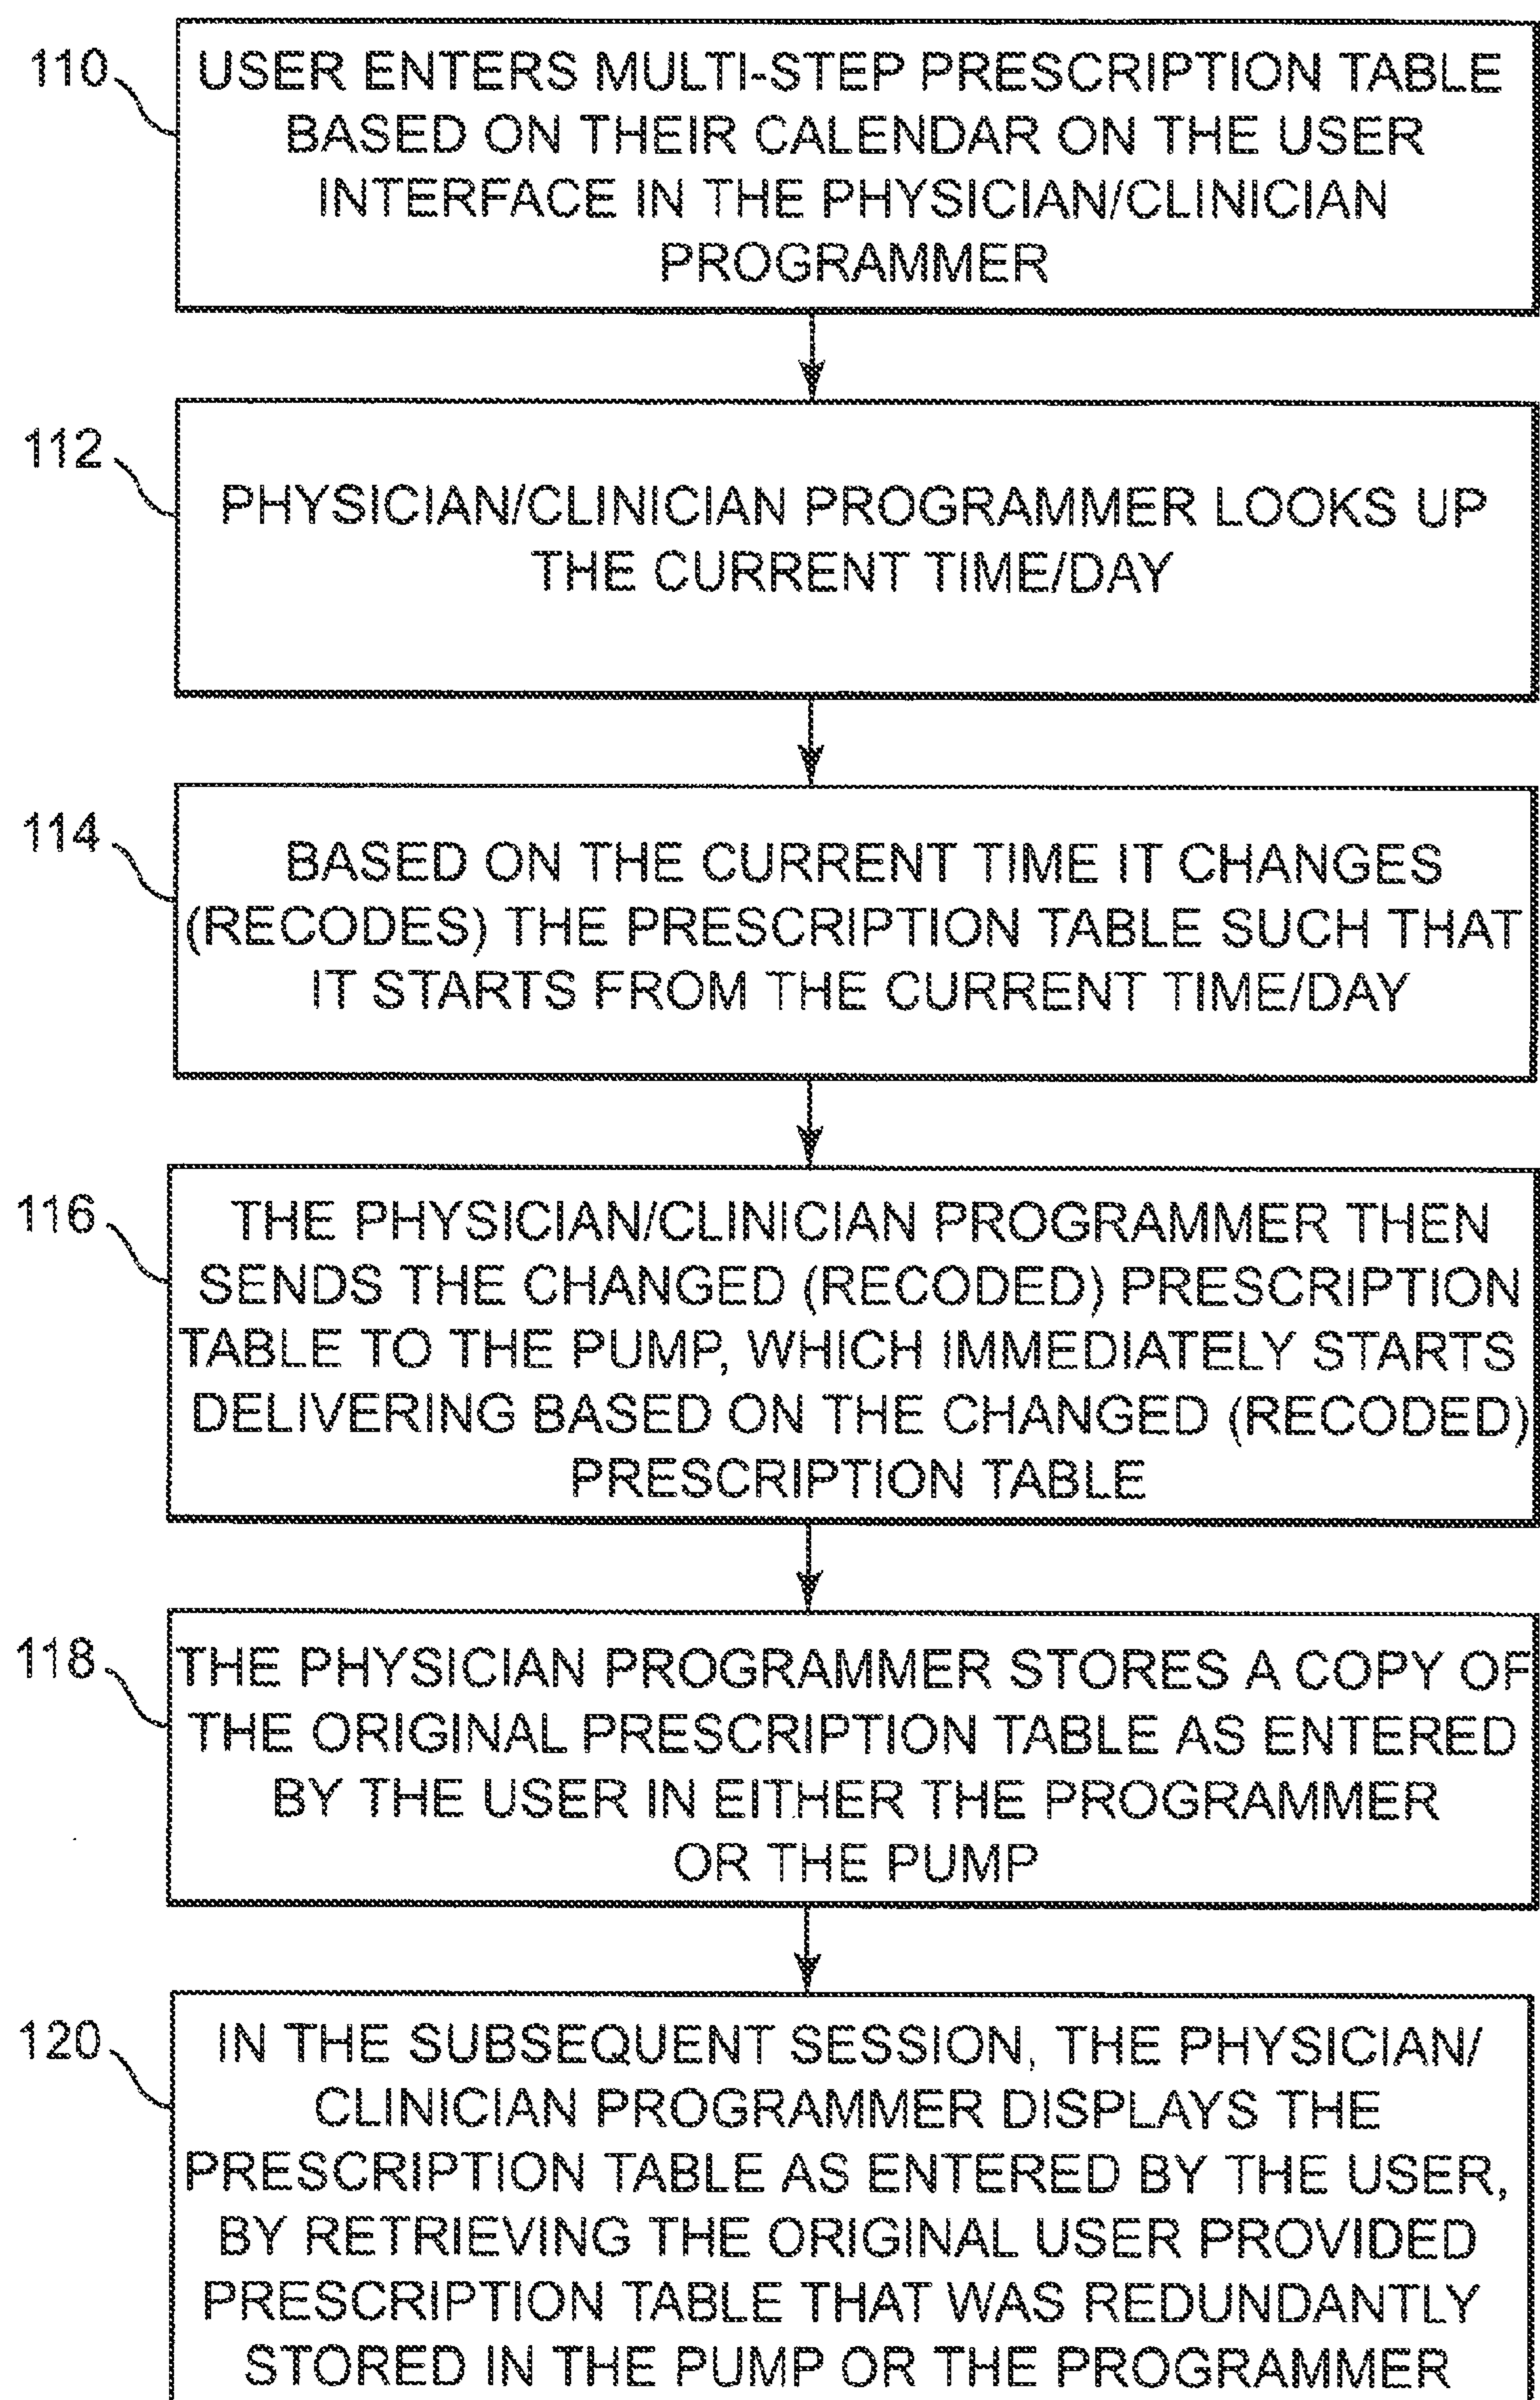 110
USER ENTERS MULTI-STEP PRESCRIPTION TABLE
BASED ON THEIR CALENDAR ON THE USER
INTERFACE IN THE PHYSICIAN/CLINICIAN
PROGRAMMER
112
PHYSICIAN/CLINICIAN PROGRAMMER LOOKS UP
THE CURRENT TIME/DAY
114
BASED ON THE CURRENT TIME IT CHANGES
(RECODES) THE PRESCRIPTION TABLE SUCH THAT
IT STARTS FROM THE CURRENT TIME/DAY
116
THE PHYSICIAN/CLINICIAN PROGRAMMER THEN
SENDS THE CHANGED (RECODED) PRESCRIPTION
TABLE TO THE PUMP, WHICH IMMEDIATELY STARTS
DELIVERING BASED ON THE CHANGED (RECODED)
PRESCRIPTION TABLE
118
THE PHYSICIAN PROGRAMMER STORES A COPY OF
THE ORIGINAL PRESCRIPTION TABLE AS ENTERED
BY THE USER IN EITHER THE PROGRAMMER
OR THE PUMP
120
IN THE SUBSEQUENT SESSION, THE PHYSICIAN/
CLINICIAN PROGRAMMER DISPLAYS THE
PRESCRIPTION TABLE AS ENTERED BY THE USER,
BY RETRIEVING THE ORIGINAL USER PROVIDED
PRESCRIPTION TABLE THAT WAS REDUNDANTLY
STORED IN THE PUMP OR THE PROGRAMMER